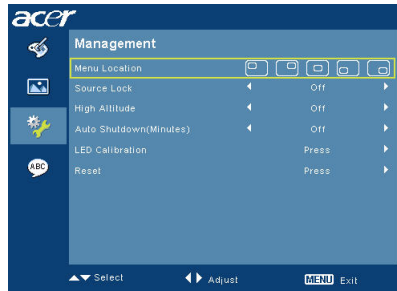 acer
Management
Menu Location
Source Lock Off
High Altitude Off
Auto Shutdown(Minutes) Off
LED Calibration Press
Reset Press
ABC
Select Adjust MENU Exit